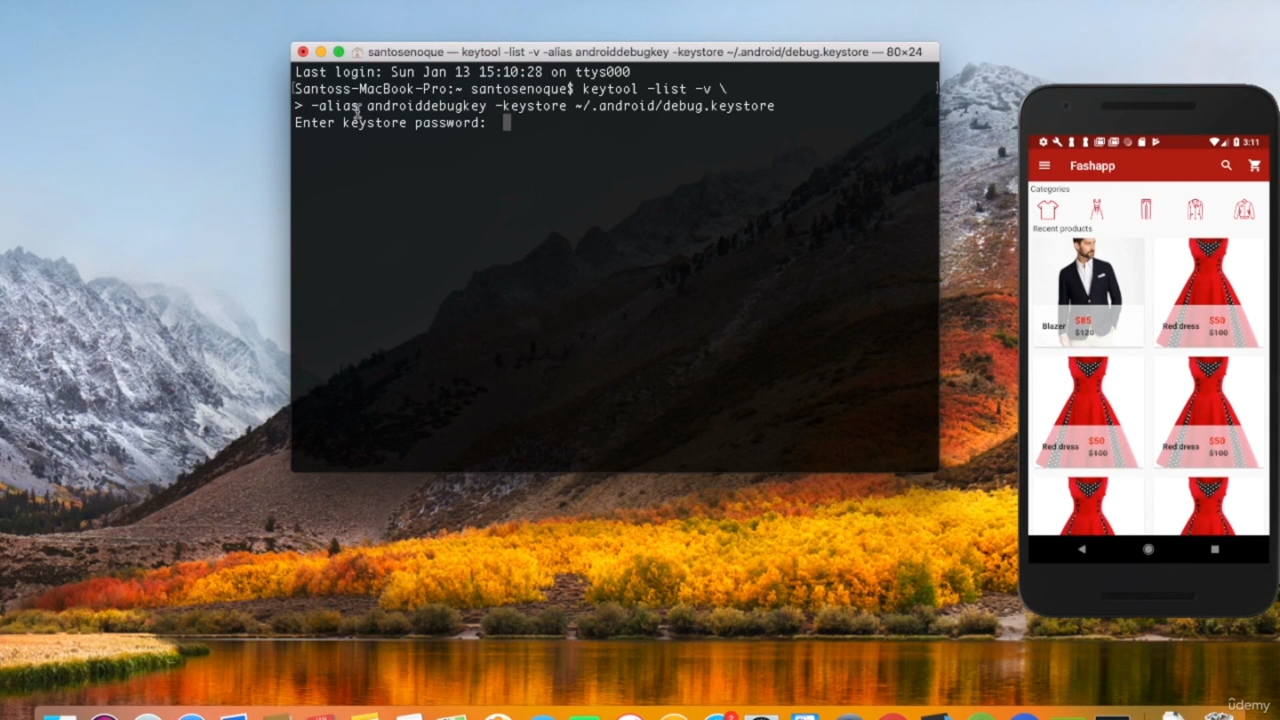 santosenoque — keytool -list -v -alias androiddebugkey -keystore ~/.android/debug.keystore — 80×24
Last login: Sun Jan 13 15:10:28 on ttys000
Santoss-MacBook-Pro:~ santosenoque$ keytool -list -v \
> -alias androiddebugkey -keystore ~/.android/debug.keystore
Enter keystore password:
3:11
Fashapp
Categories
Recent products
Blazer $85 $120
Red dress $50 $100
Red dress $50 $100
Red dress $50 $100
ûdemy